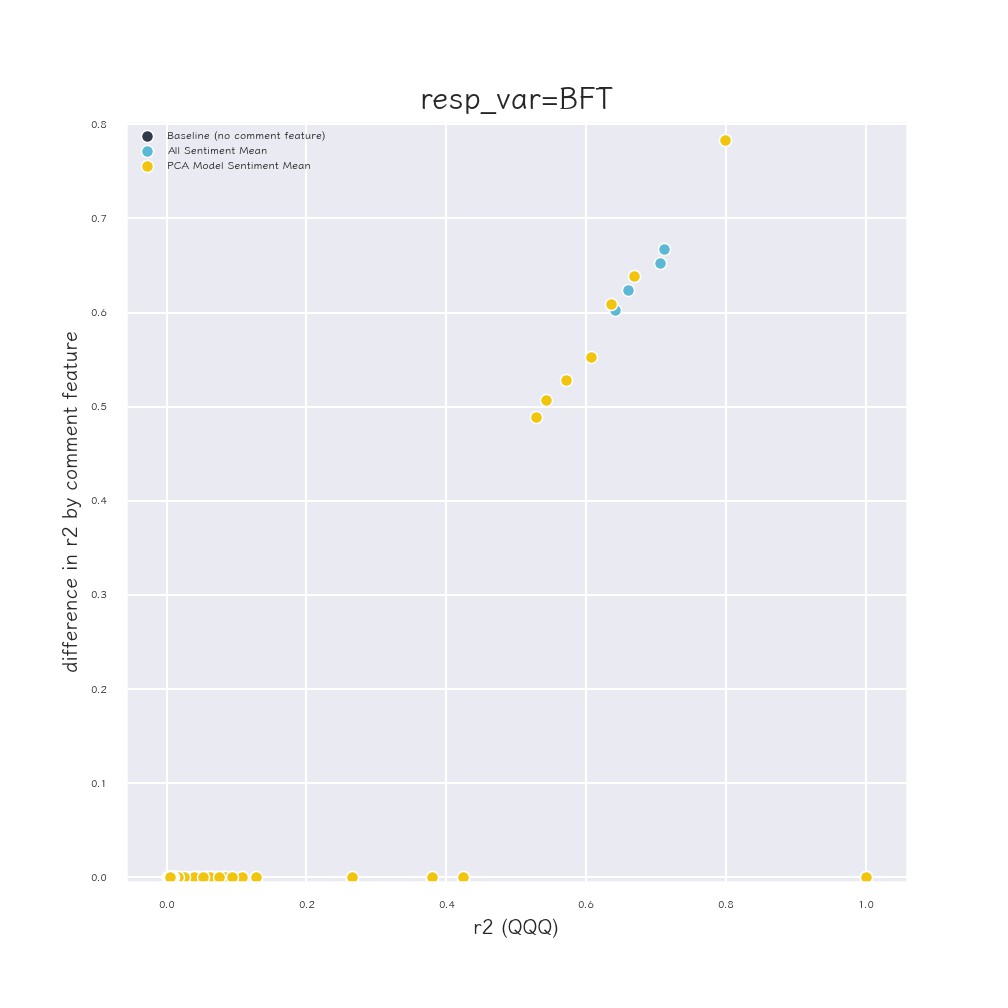 resp_var=BFT
Baseline (no comment feature)
All Sentiment Mean
PCA Model Sentiment Mean
difference in r2 by comment feature
0.8
0.7
0.6
0.5
0.4
0.3
0.2
0.1
0.0
0.0 0.2 0.4 0.6 0.8 1.0
r2 (QQQ)